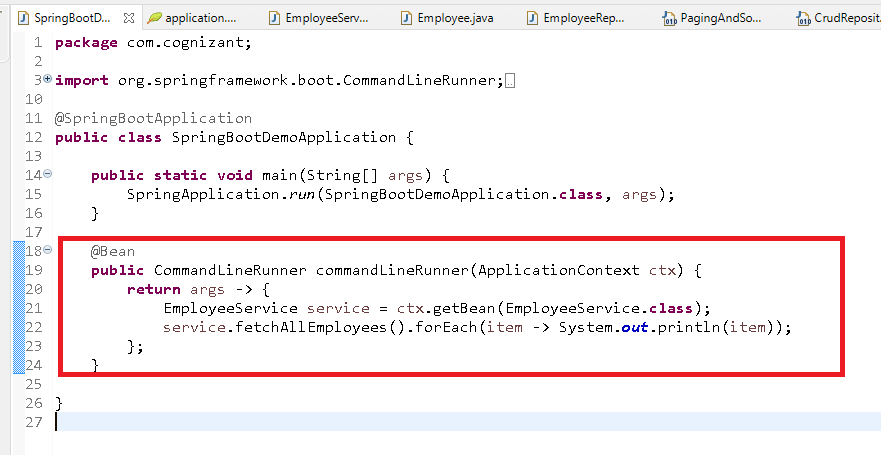 SpringBootD... application.... EmployeeServ... Employee.java EmployeeRep... PagingAndSo... CrudReposit.
1 package com.cognizant;
2
3 import org.springframework.boot.CommandLineRunner;
10
11 @SpringBootApplication
12 public class SpringBootDemoApplication {
13
14 public static void main(String[] args) {
15 SpringApplication.run(SpringBootDemoApplication.class, args);
16 }
17
18 @Bean
19 public CommandLineRunner commandLineRunner(ApplicationContext ctx) {
20 return args -> {
21 EmployeeService service = ctx.getBean(EmployeeService.class);
22 service.fetchAllEmployees().forEach(item -> System.out.println(item));
23 };
24 }
25
26 }
27